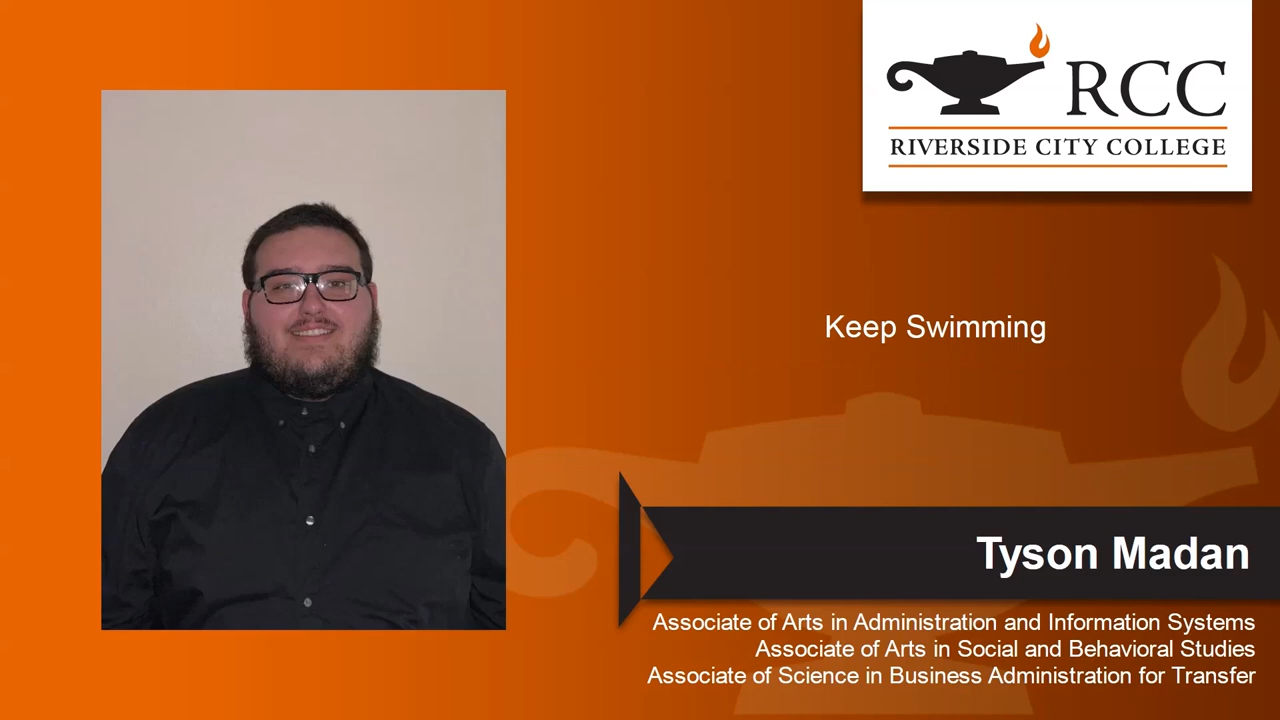 RCC
RIVERSIDE CITY COLLEGE
Keep Swimming
Tyson Madan
Associate of Arts in Administration and Information Systems
Associate of Arts in Social and Behavioral Studies
Associate of Science in Business Administration for Transfer